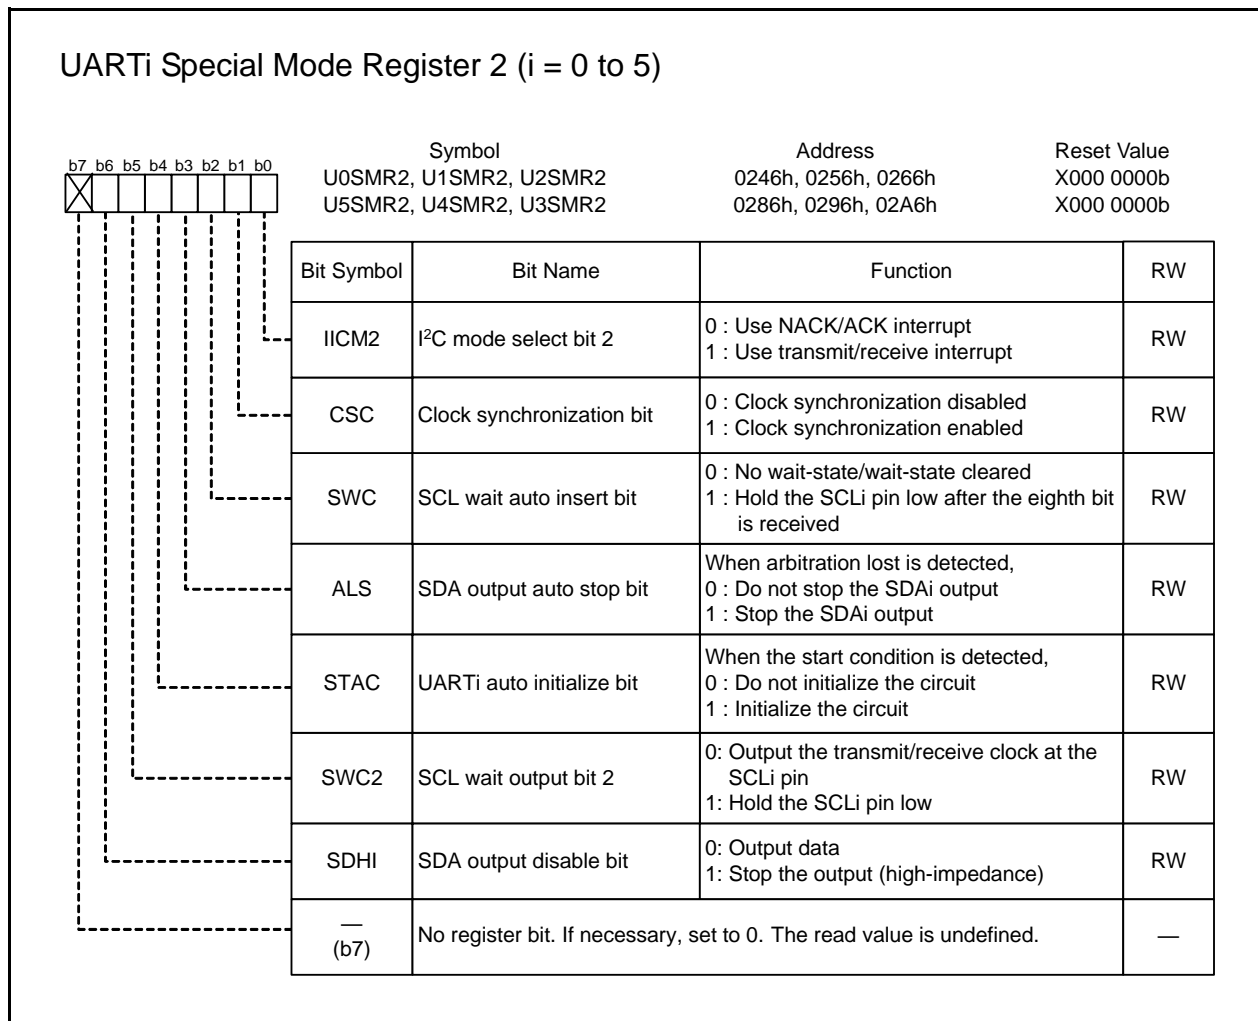 UARTi Special Mode Register 2 (i = 0 to 5)
b7 b6 b5 b4 b3 b2 b1 b0
Symbol Address Reset Value
U0SMR2, U1SMR2, U2SMR2 0246h, 0256h, 0266h X000 0000b
U5SMR2, U4SMR2, U3SMR2 0286h, 0296h, 02A6h X000 0000b
Bit Symbol Bit Name Function RW
IICM2 I²C mode select bit 2 0 : Use NACK/ACK interrupt RW
1 : Use transmit/receive interrupt
CSC Clock synchronization bit 0 : Clock synchronization disabled RW
1 : Clock synchronization enabled
SWC SCL wait auto insert bit 0 : No wait-state/wait-state cleared RW
1 : Hold the SCLi pin low after the eighth bit
is received
ALS SDA output auto stop bit When arbitration lost is detected, RW
0 : Do not stop the SDAi output
1 : Stop the SDAi output
STAC UARTi auto initialize bit When the start condition is detected, RW
0 : Do not initialize the circuit
1 : Initialize the circuit
SWC2 SCL wait output bit 2 0: Output the transmit/receive clock at the RW
SCLi pin
1: Hold the SCLi pin low
SDHI SDA output disable bit 0: Output data RW
1: Stop the output (high-impedance)
— (b7) No register bit. If necessary, set to 0. The read value is undefined. —